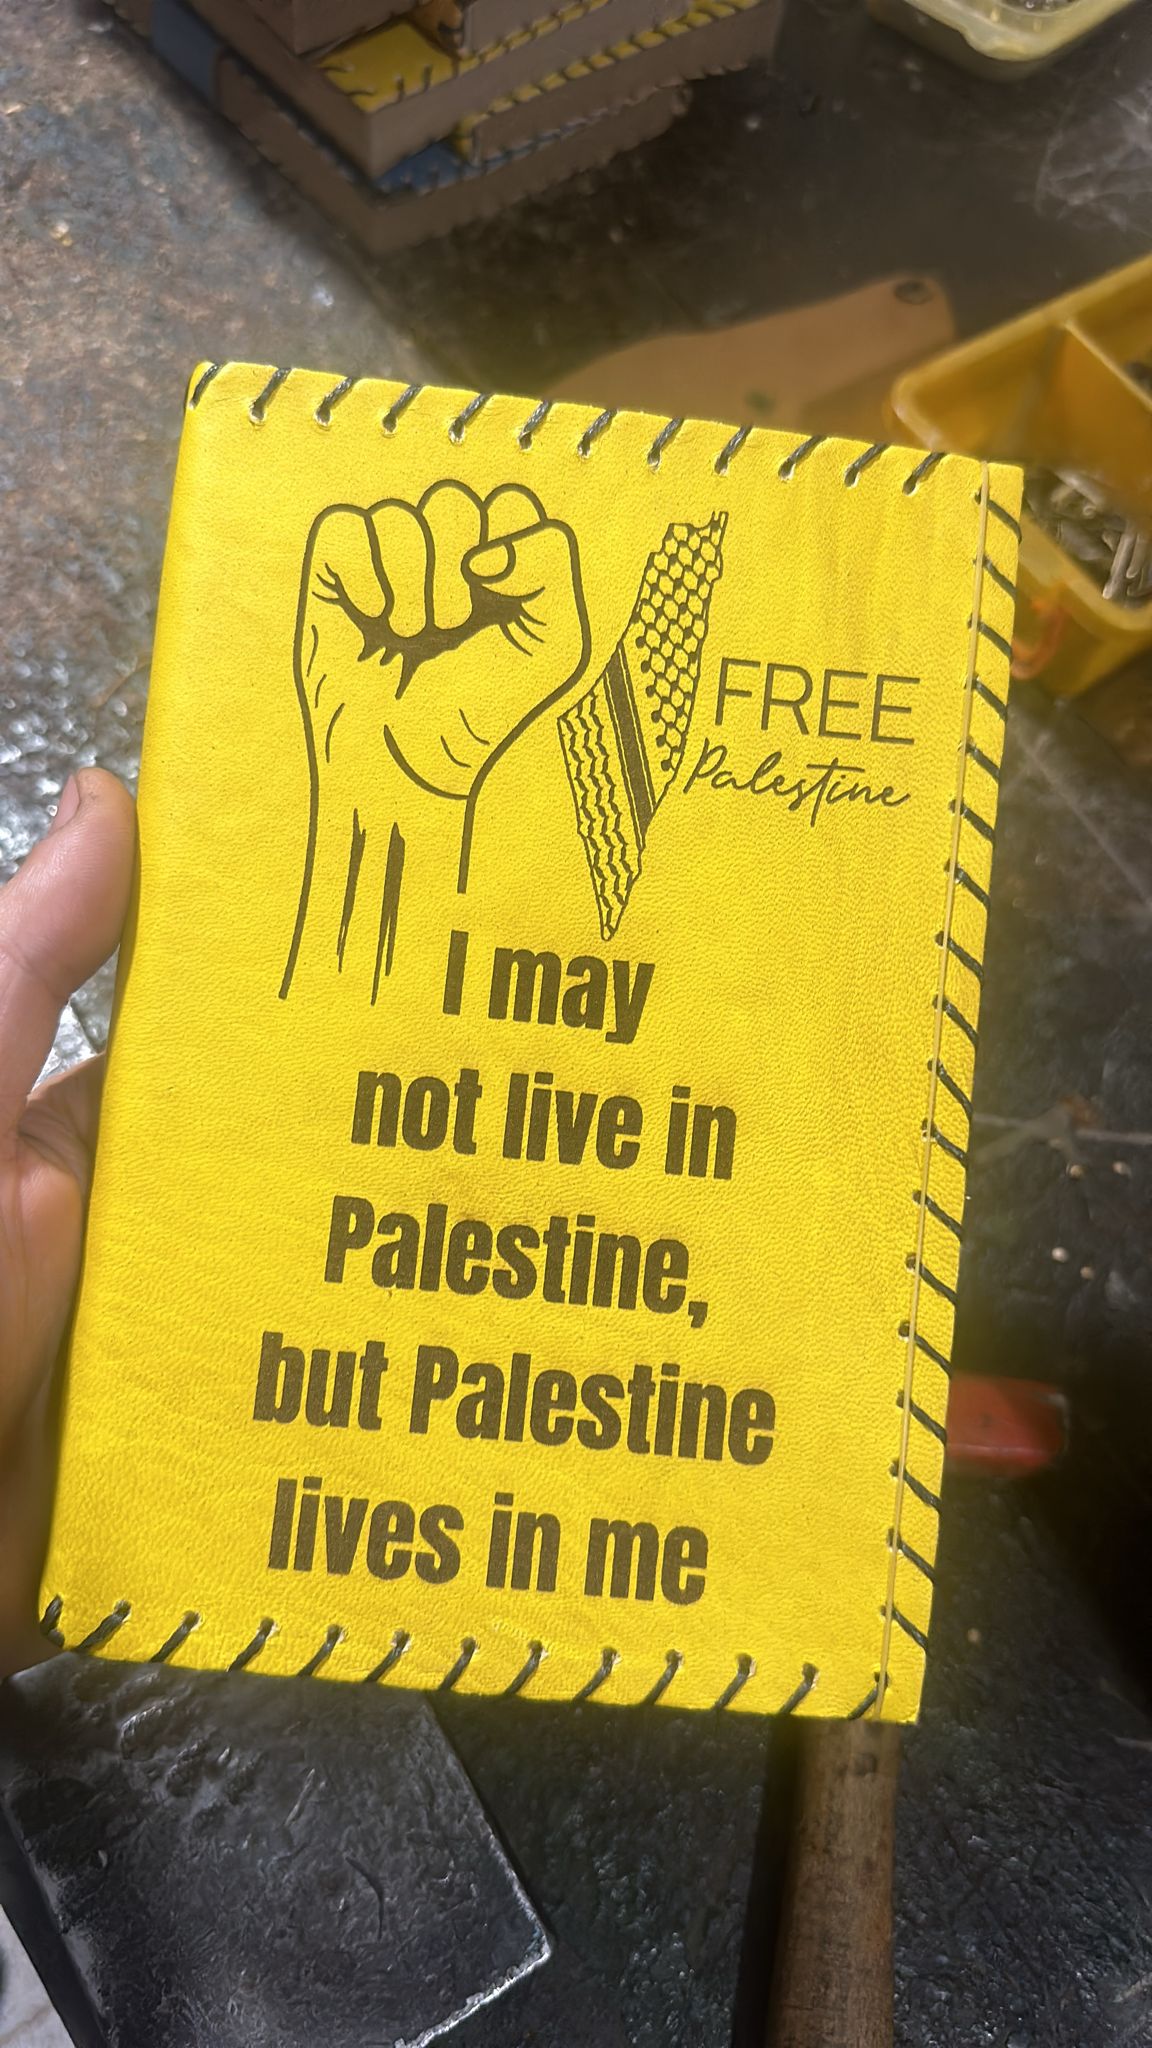 FREE
Palestine
I may
not live in
Palestine,
but Palestine
lives in me